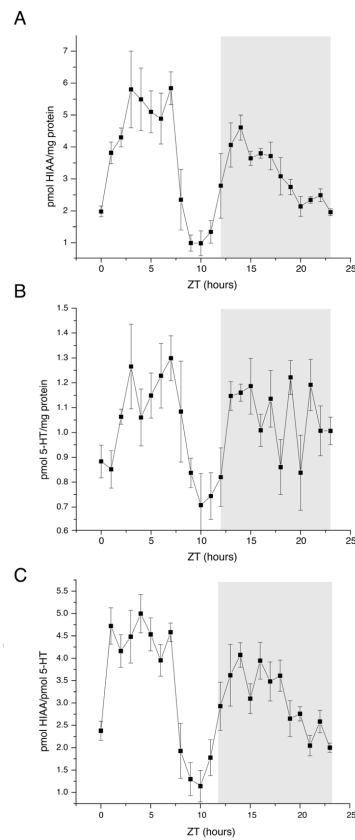 A
pmol HIAA/mg protein
7
6
5
4
3
2
1
0 5 10 15 20 25
ZT (hours)
B
pmol 5-HT/mg protein
1.5
1.4
1.3
1.2
1.1
1.0
0.9
0.8
0.7
0.6
0 5 10 15 20 25
ZT (hours)
C
pmol HIAA/pmol 5-HT
5.5
5.0
4.5
4.0
3.5
3.0
2.5
2.0
1.5
1.0
0 5 10 15 20 25
ZT (hours)